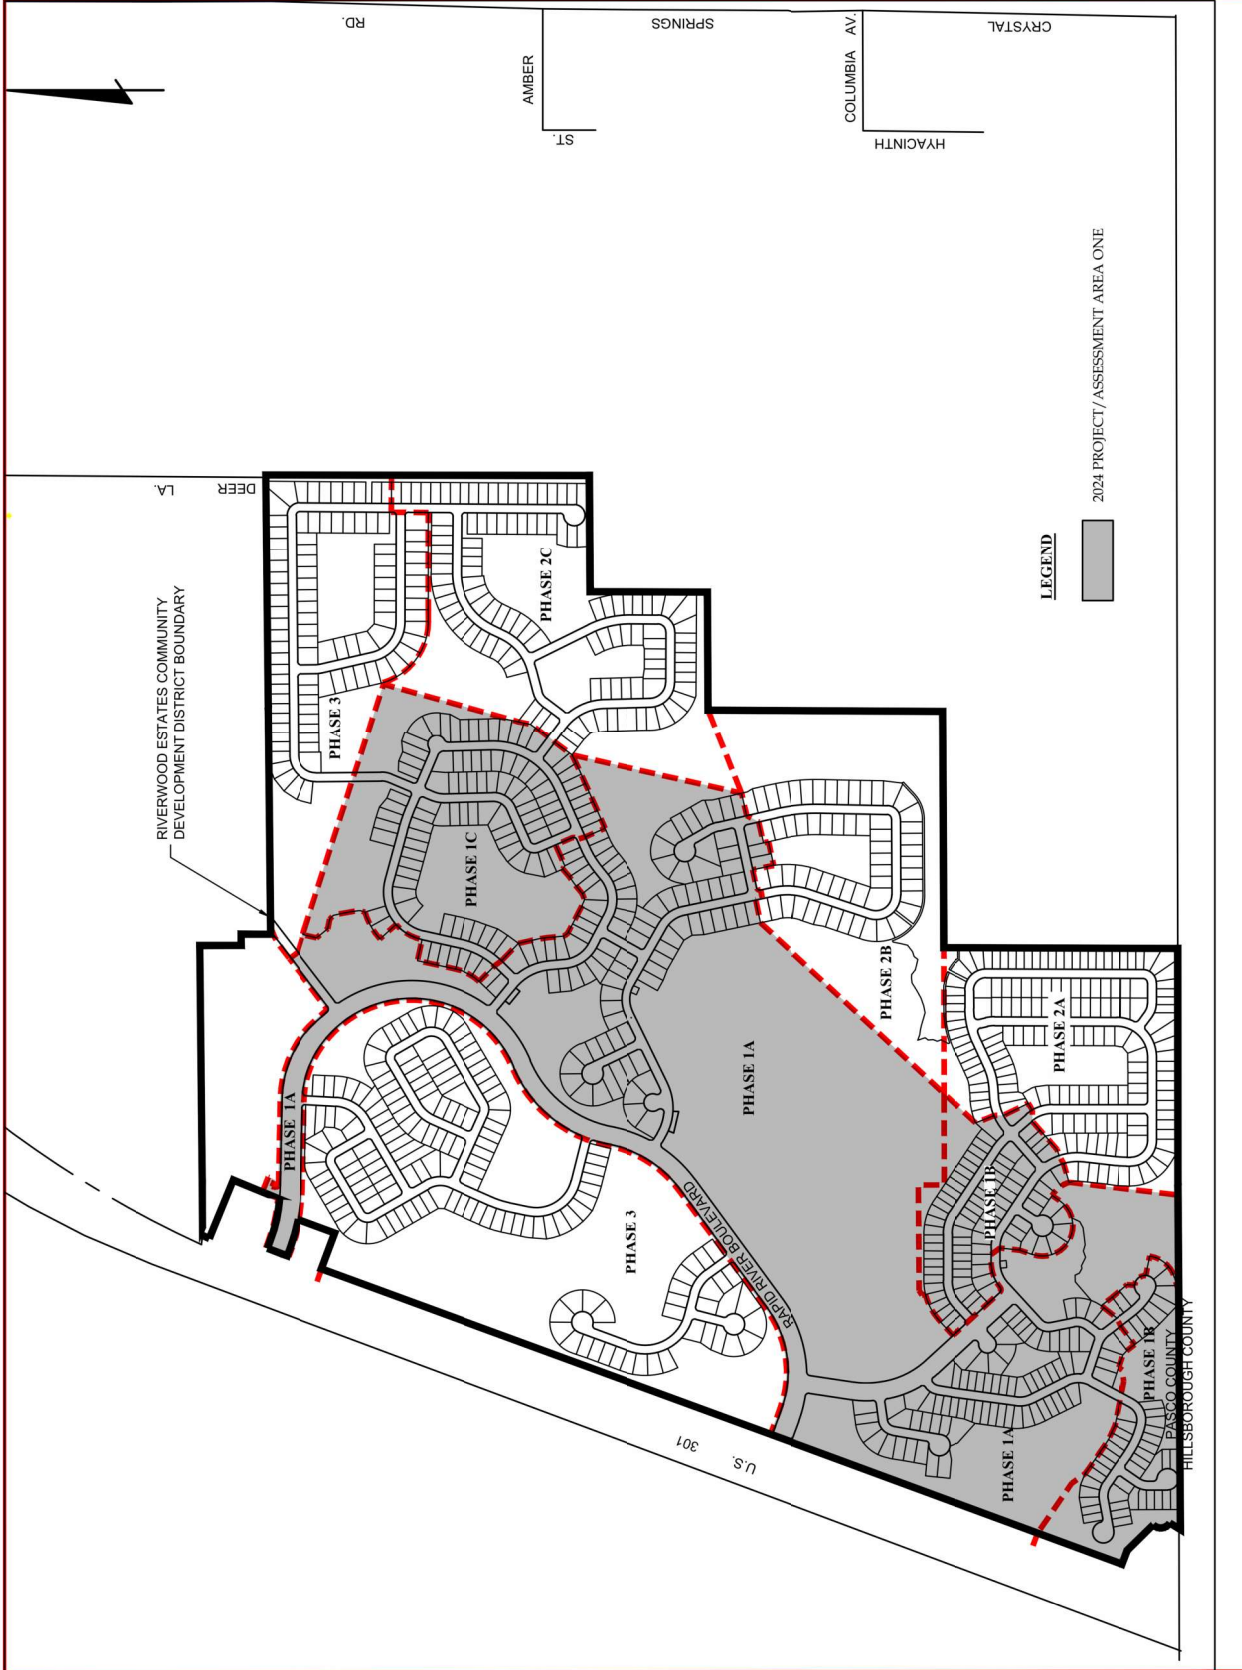 RD.
SPRINGS
CRYSTAL
AMBER
ST.
COLUMBIA AV.
HYACINTH
DEER
LA.
RIVERWOOD ESTATES COMMUNITY
DEVELOPMENT DISTRICT BOUNDARY
PHASE 3
PHASE 2C
PHASE 1C
PHASE 1A
PHASE 2B
PHASE 2A
PHASE 1A
PHASE 1B
PHASE 3
RAPID RIVER BOULEVARD
PHASE 1A
PHASE 1B
PASCO COUNTY
HILLSBOROUGH COUNTY
U.S.
301
LEGEND
2024 PROJECT / ASSESSMENT AREA ONE